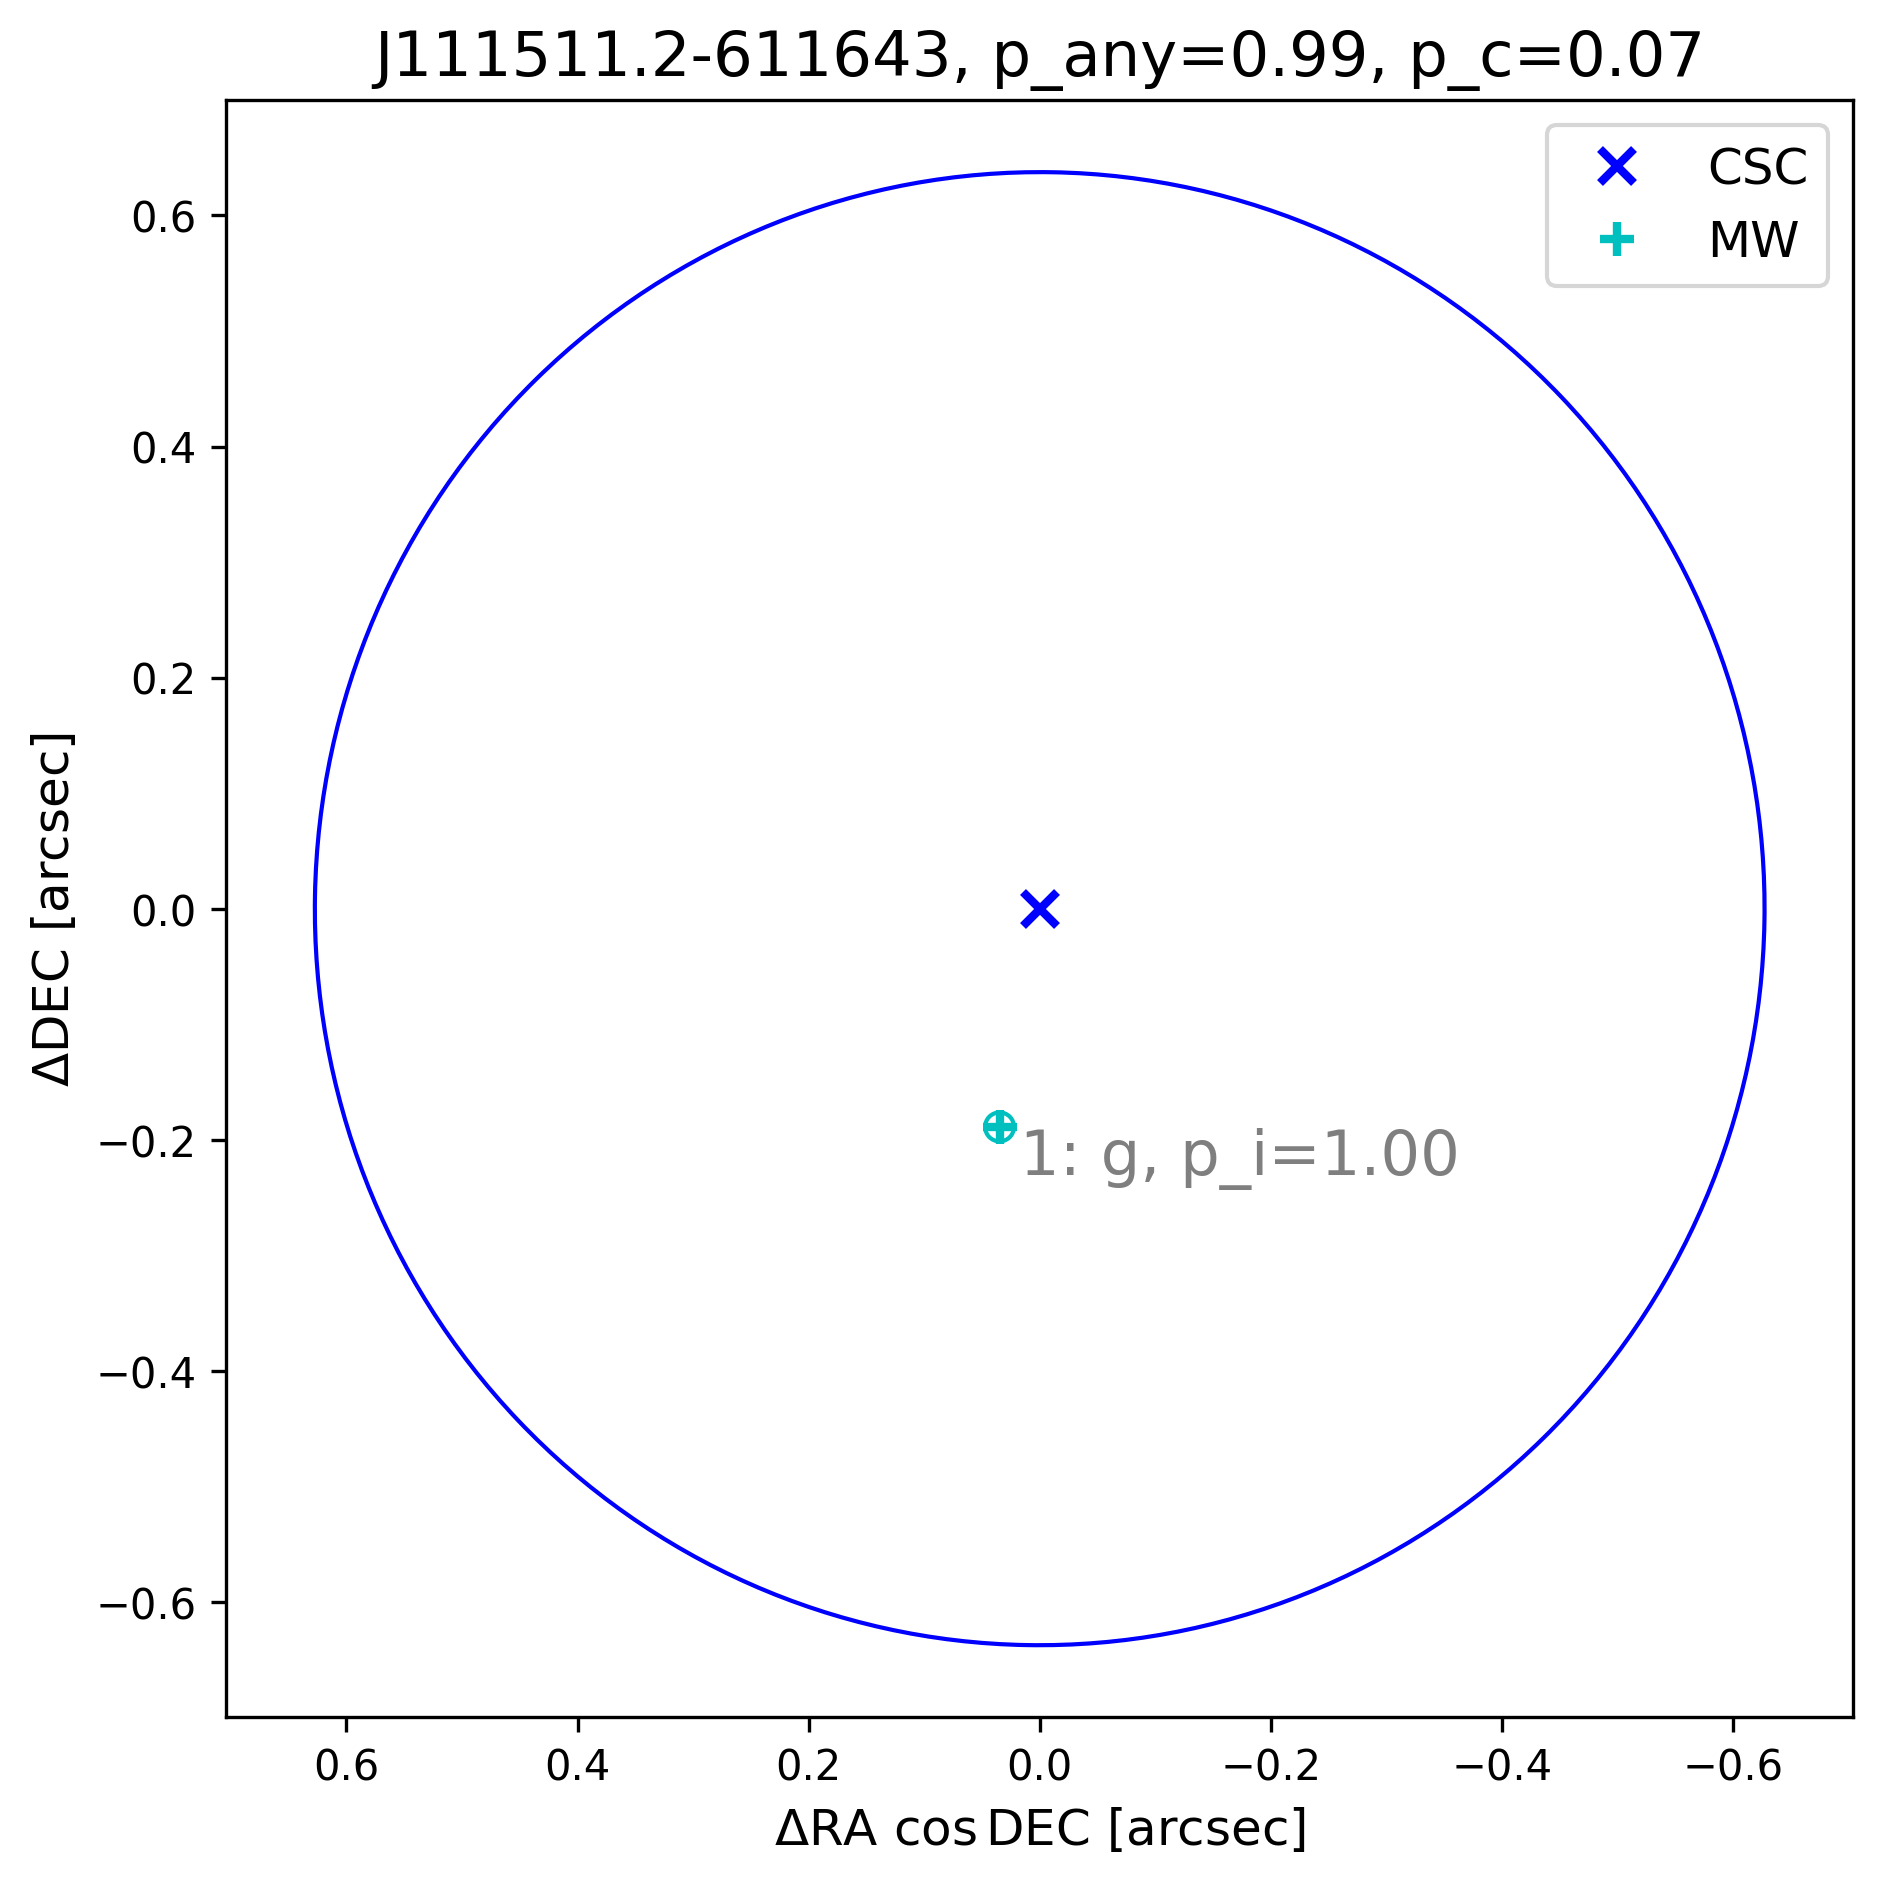 J111511.2-611643, p_any=0.99, p_c=0.07
CSC
MW
0.6
0.4
0.2
0.0
−0.2
−0.4
−0.6
ΔDEC [arcsec]
1: g, p_i=1.00
0.6
0.4
0.2
0.0
−0.2
−0.4
−0.6
ΔRA cos DEC [arcsec]